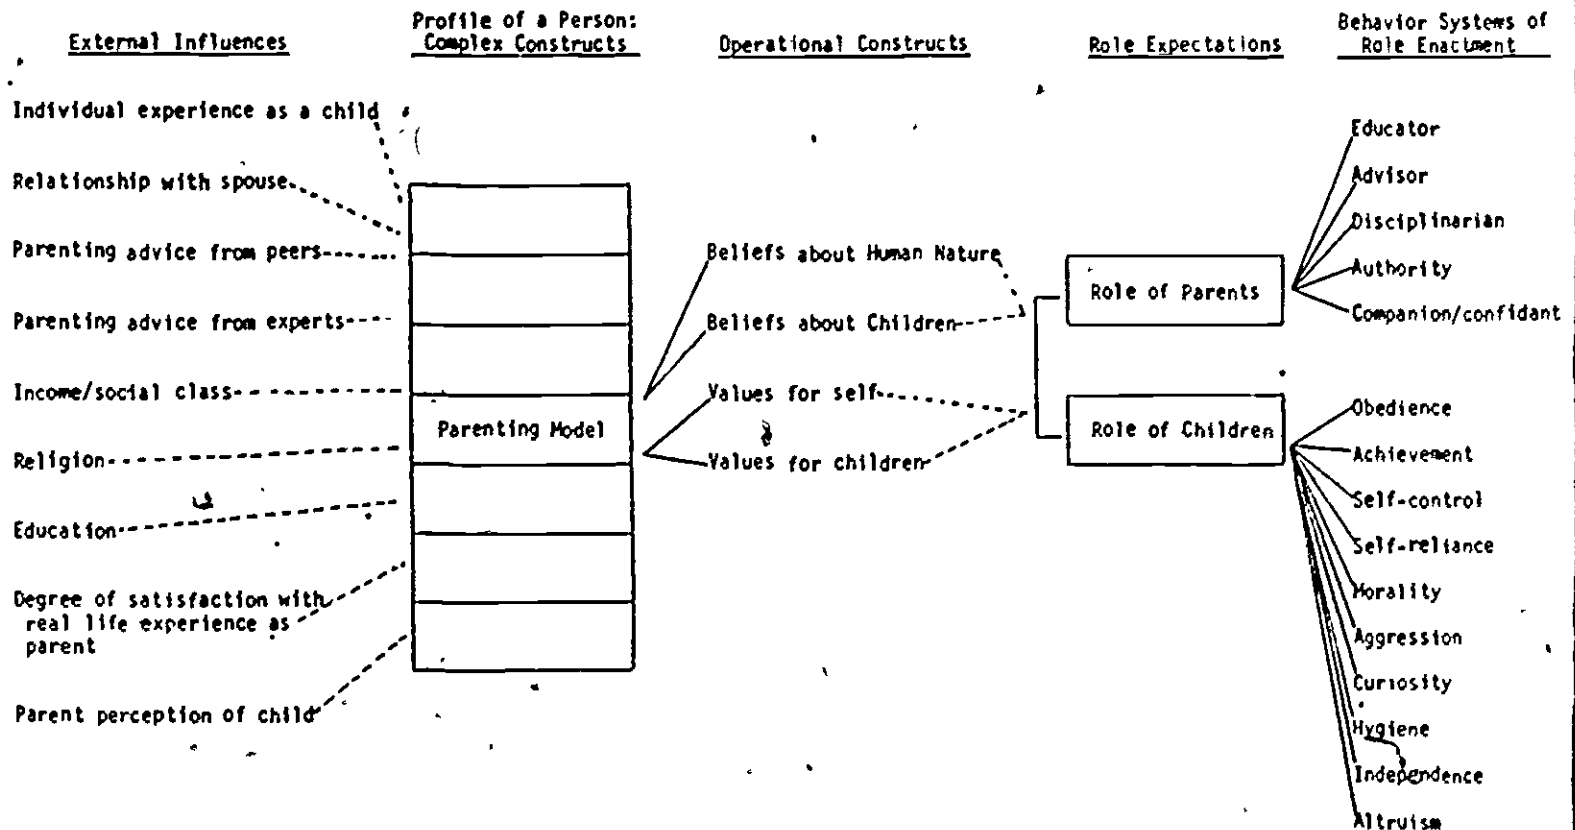 External Influences
Profile of a Person:
Complex Constructs
Operational Constructs
Role Expectations
Behavior Systems of
Role Enactment
Individual experience as a child
Relationship with spouse
Parenting advice from peers
Parenting advice from experts
Income/social class
Religion
Education
Degree of satisfaction with
real life experience as
parent
Parent perception of child
Parenting Model
Beliefs about Human Nature
Beliefs about Children
Values for self
Values for children
Role of Parents
Role of Children
Educator
Advisor
Disciplinarian
Authority
Companion/confidant
Obedience
Achievement
Self-control
Self-reliance
Morality
Aggression
Curiosity
Hygiene
Independence
Altruism